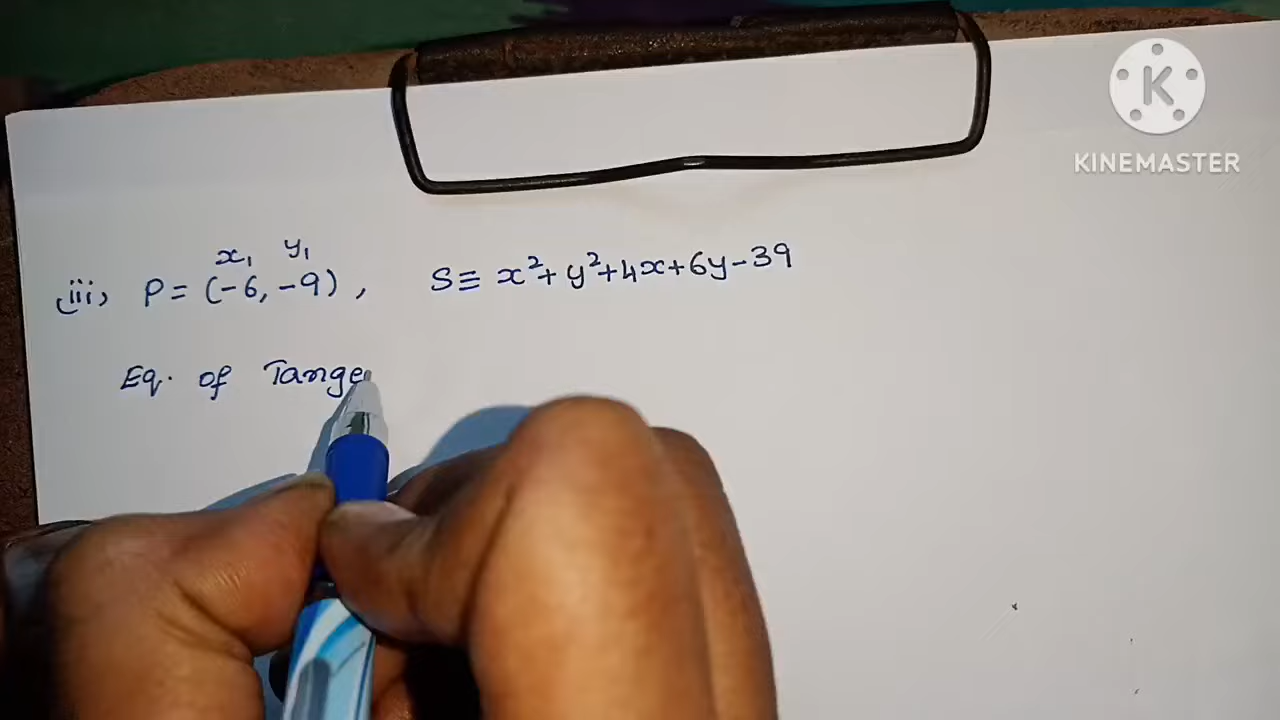 KINEMASTER
x₁ y₁
(iii) P = (-6, -9), S ≡ x²+y²+4x+6y-39
Eq. of Tange